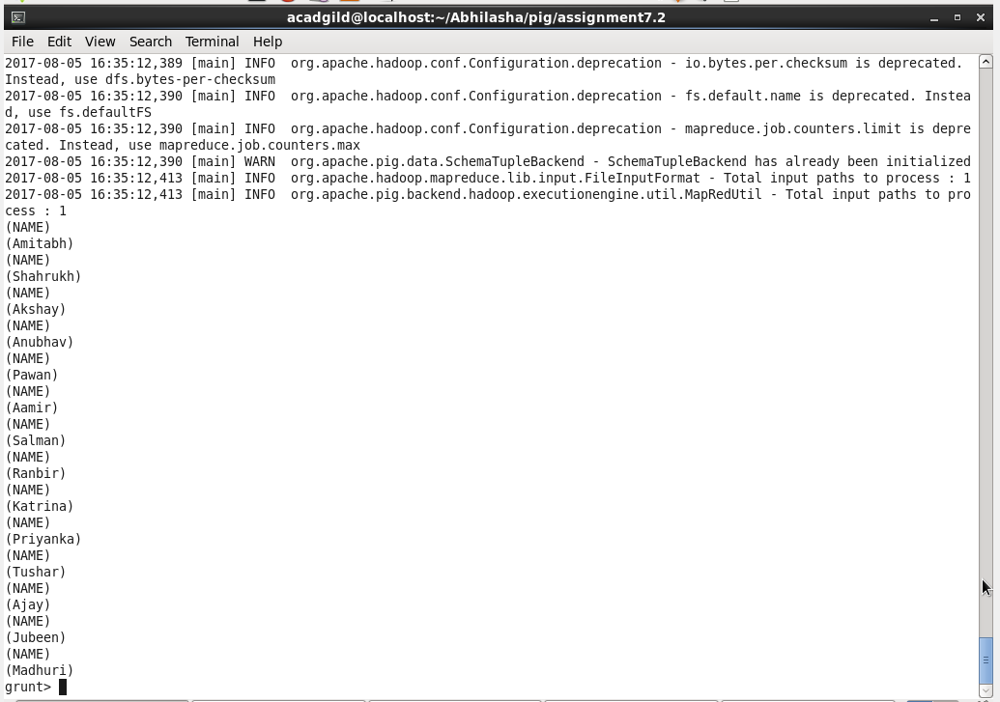 acadgild@localhost:~/Abhilasha/pig/assignment7.2
File Edit View Search Terminal Help
2017-08-05 16:35:12,389 [main] INFO  org.apache.hadoop.conf.Configuration.deprecation - io.bytes.per.checksum is deprecated.
Instead, use dfs.bytes-per-checksum
2017-08-05 16:35:12,390 [main] INFO  org.apache.hadoop.conf.Configuration.deprecation - fs.default.name is deprecated. Instea
d, use fs.defaultFS
2017-08-05 16:35:12,390 [main] INFO  org.apache.hadoop.conf.Configuration.deprecation - mapreduce.job.counters.limit is depre
cated. Instead, use mapreduce.job.counters.max
2017-08-05 16:35:12,390 [main] WARN  org.apache.pig.data.SchemaTupleBackend - SchemaTupleBackend has already been initialized
2017-08-05 16:35:12,413 [main] INFO  org.apache.hadoop.mapreduce.lib.input.FileInputFormat - Total input paths to process : 1
2017-08-05 16:35:12,413 [main] INFO  org.apache.pig.backend.hadoop.executionengine.util.MapRedUtil - Total input paths to pro
cess : 1
(NAME)
(Amitabh)
(NAME)
(Shahrukh)
(NAME)
(Akshay)
(NAME)
(Anubhav)
(NAME)
(Pawan)
(NAME)
(Aamir)
(NAME)
(Salman)
(NAME)
(Ranbir)
(NAME)
(Katrina)
(NAME)
(Priyanka)
(NAME)
(Tushar)
(NAME)
(Ajay)
(NAME)
(Jubeen)
(NAME)
(Madhuri)
grunt>